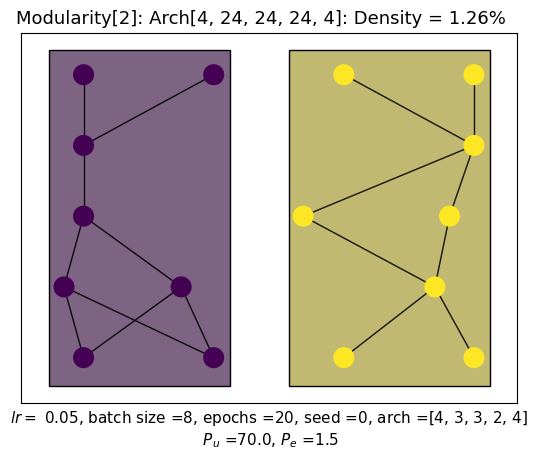 Modularity[2]: Arch[4, 24, 24, 24, 4]: Density = 1.26%
lr = 0.05, batch size =8, epochs =20, seed =0, arch =[4, 3, 3, 2, 4]
P_u =70.0, P_e =1.5